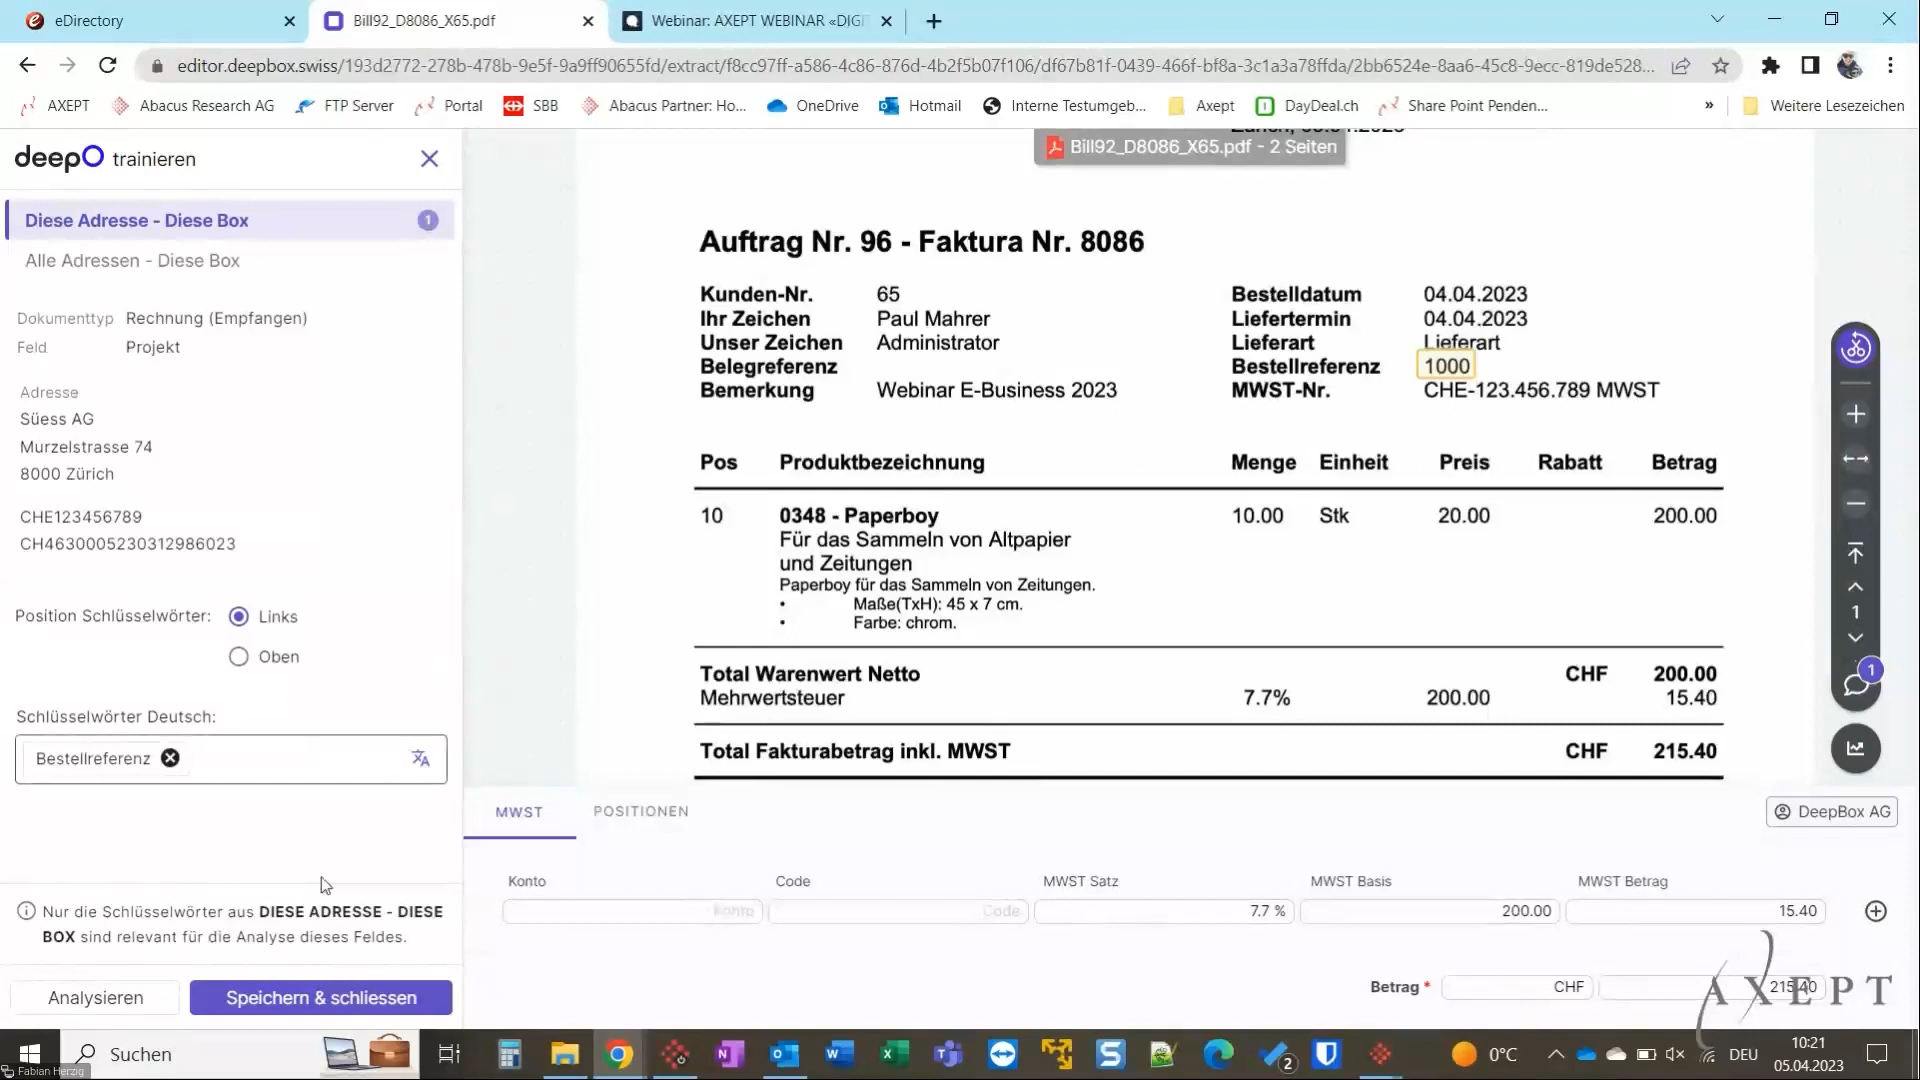 eDirectory
Bill92_D8086_X65.pdf
Webinar: AXEPT WEBINAR «DIGI
editor.deepbox.swiss/193d2772-278b-478b-9e5f-9a9ff90655fd/extract/f8cc97ff-a586-4c86-876d-4b2f5b07f106/df67b81f-0439-466f-bf8a-3c1a3a78ffda/2bb6524e-8aa6-45c8-9ecc-819de528...
AXEPT
Abacus Research AG
FTP Server
Portal
SBB
Abacus Partner: Ho...
OneDrive
Hotmail
Interne Testumgeb...
Axept
DayDeal.ch
Share Point Penden...
»
Weitere Lesezeichen
deepO trainieren
Diese Adresse - Diese Box 1
Alle Adressen - Diese Box
Dokumenttyp Rechnung (Empfangen)
Feld Projekt
Adresse
Süess AG
Murzelstrasse 74
8000 Zürich
CHE123456789
CH4630005230312986023
Position Schlüsselwörter: Links
Oben
Schlüsselwörter Deutsch:
Bestellreferenz
Nur die Schlüsselwörter aus DIESE ADRESSE - DIESE
BOX sind relevant für die Analyse dieses Feldes.
Analysieren
Speichern & schliessen
Bill92_D8086_X65.pdf - 2 Seiten
Auftrag Nr. 96 - Faktura Nr. 8086
Kunden-Nr. 65 Bestelldatum 04.04.2023
Ihr Zeichen Paul Mahrer Liefertermin 04.04.2023
Unser Zeichen Administrator Lieferart Lieferart
Belegreferenz Bestellreferenz 1000
Bemerkung Webinar E-Business 2023 MWST-Nr. CHE-123.456.789 MWST
Pos Produktbezeichnung Menge Einheit Preis Rabatt Betrag
10 0348 - Paperboy 10.00 Stk 20.00 200.00
Für das Sammeln von Altpapier
und Zeitungen
Paperboy für das Sammeln von Zeitungen.
• Maße(TxH): 45 x 7 cm.
• Farbe: chrom.
Total Warenwert Netto CHF 200.00
Mehrwertsteuer 7.7% 200.00 15.40
Total Fakturabetrag inkl. MWST CHF 215.40
1
1
MWST
POSITIONEN
DeepBox AG
Konto Code MWST Satz MWST Basis MWST Betrag
Konto Code 7.7 % 200.00 15.40
Betrag * CHF 215.40
AXEPT
Suchen
2
0°C
DEU
10:21
05.04.2023
Fabian Herzig